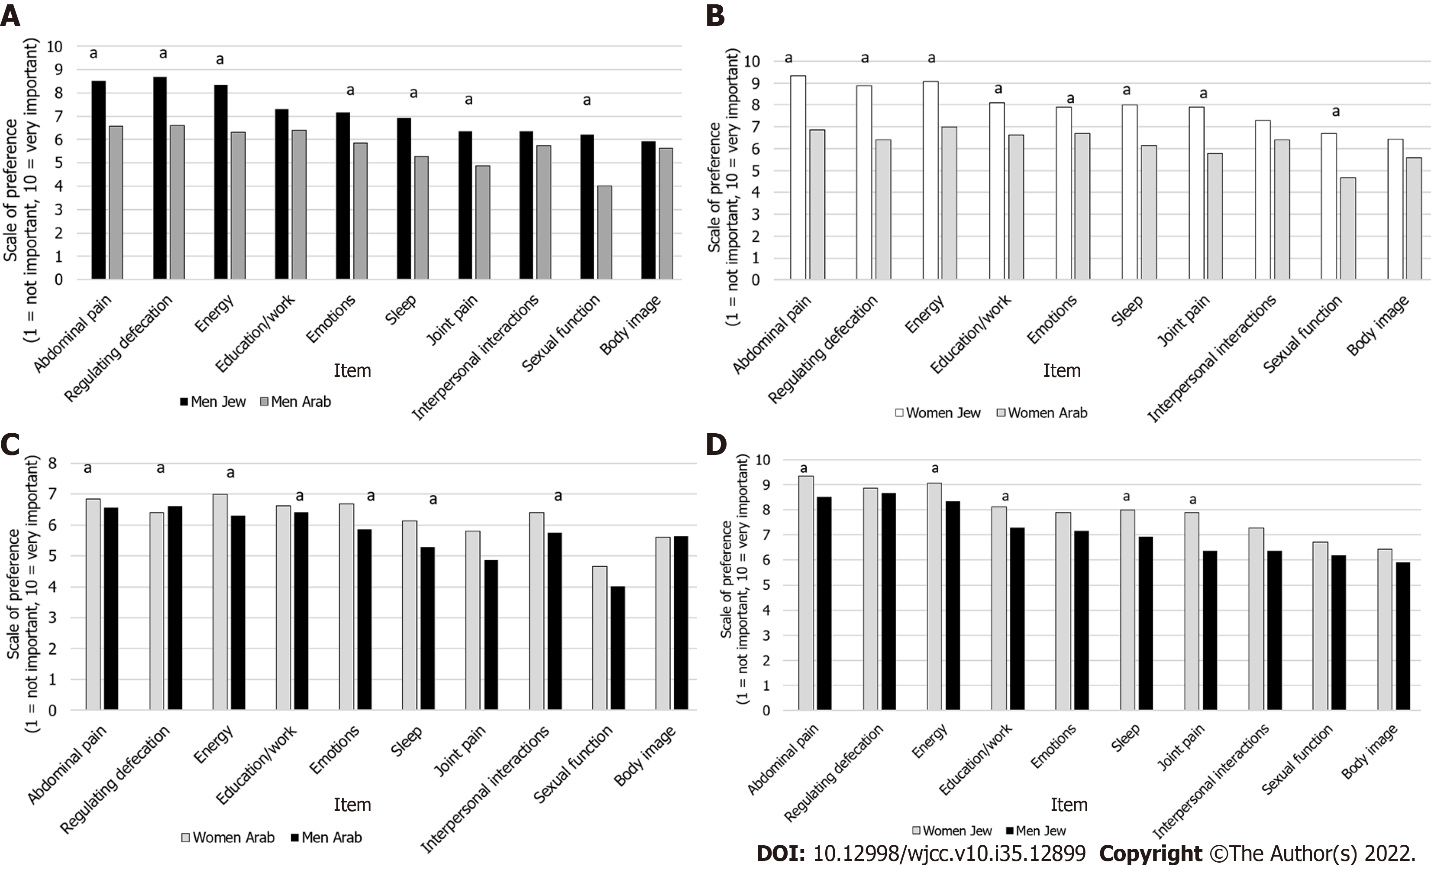 A
Scale of preference
(1 = not important, 10 = very important)
10
9
8
7
6
5
4
3
2
1
0
a
a
a
a
a
a
a
Abdominal pain
Regulating defecation
Energy
Education/work
Emotions
Sleep
Joint pain
Interpersonal interactions
Sexual function
Body image
Item
Men Jew
Men Arab
B
Scale of preference
(1 = not important, 10 = very important)
10
9
8
7
6
5
4
3
2
1
0
a
a
a
a
a
a
a
a
Abdominal pain
Regulating defecation
Energy
Education/work
Emotions
Sleep
Joint pain
Interpersonal interactions
Sexual function
Body image
Item
Women Jew
Women Arab
C
Scale of preference
(1 = not important, 10 = very important)
8
7
6
5
4
3
2
1
0
a
a
a
a
a
a
a
Abdominal pain
Regulating defecation
Energy
Education/work
Emotions
Sleep
Joint pain
Interpersonal interactions
Sexual function
Body image
Item
Women Arab
Men Arab
D
Scale of preference
(1 = not important, 10 = very important)
10
9
8
7
6
5
4
3
2
1
0
a
a
a
a
a
Abdominal pain
Regulating defecation
Energy
Education/work
Emotions
Sleep
Joint pain
Interpersonal interactions
Sexual function
Body image
Item
Women Jew
Men Jew
DOI: 10.12998/wjcc.v10.i35.12899 Copyright ©The Author(s) 2022.